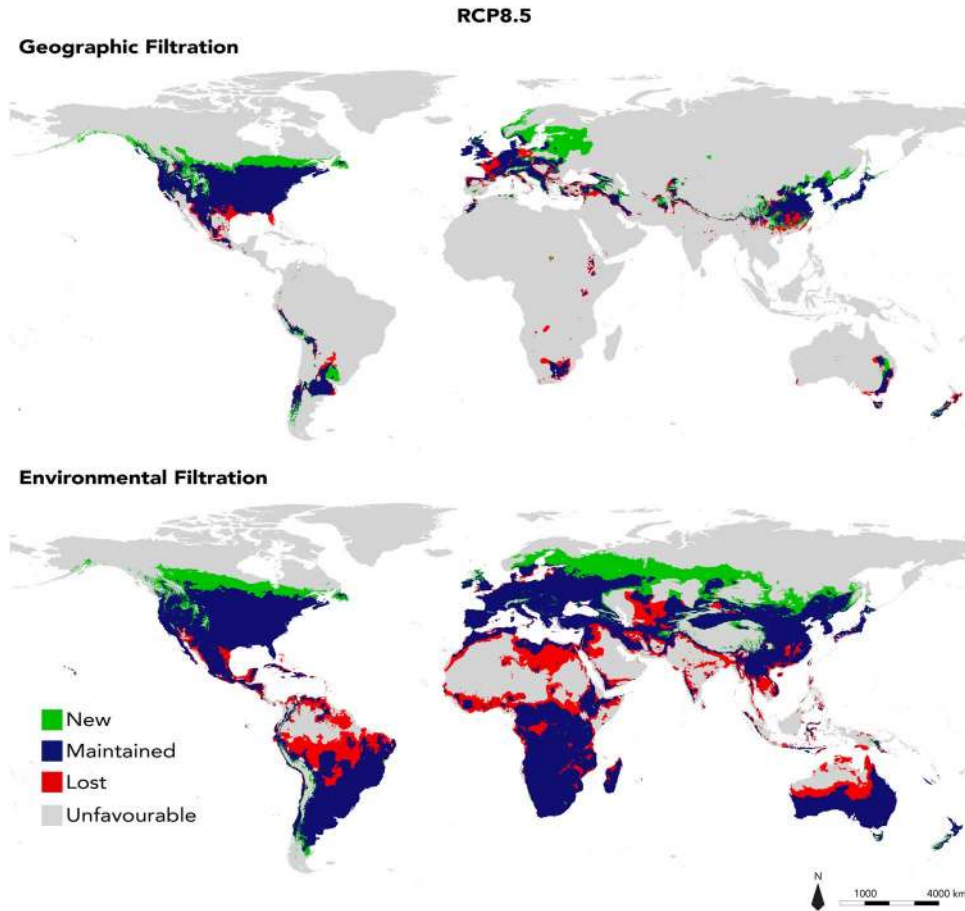 RCP8.5
Geographic Filtration
Environmental Filtration
New
Maintained
Lost
Unfavourable
N
1000 4000 km